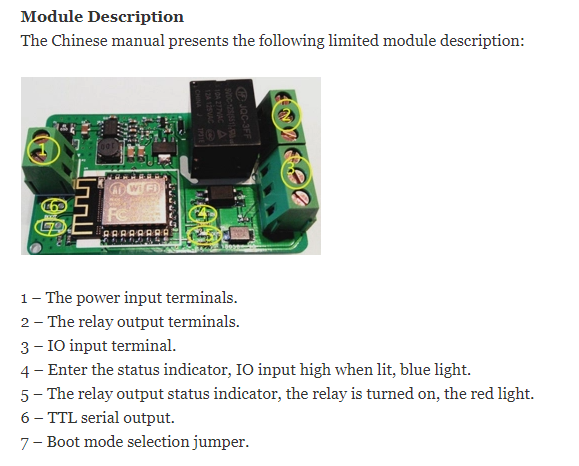 Module Description
The Chinese manual presents the following limited module description:
1
2
3
4
5
6
7
AI WiFi
FC
1 – The power input terminals.
2 – The relay output terminals.
3 – IO input terminal.
4 – Enter the status indicator, IO input high when lit, blue light.
5 – The relay output status indicator, the relay is turned on, the red light.
6 – TTL serial output.
7 – Boot mode selection jumper.